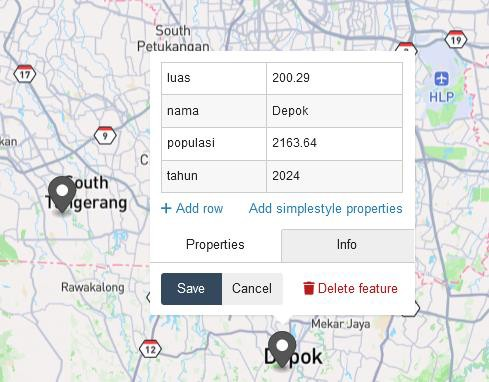 South
Petukangan
19
17
HLP
9
South
Tangerang
Rawakalong
12
Mekar Jaya
Depok
luas 200.29
nama Depok
populasi 2163.64
tahun 2024
+ Add row Add simplestyle properties
Properties Info
Save Cancel Delete feature